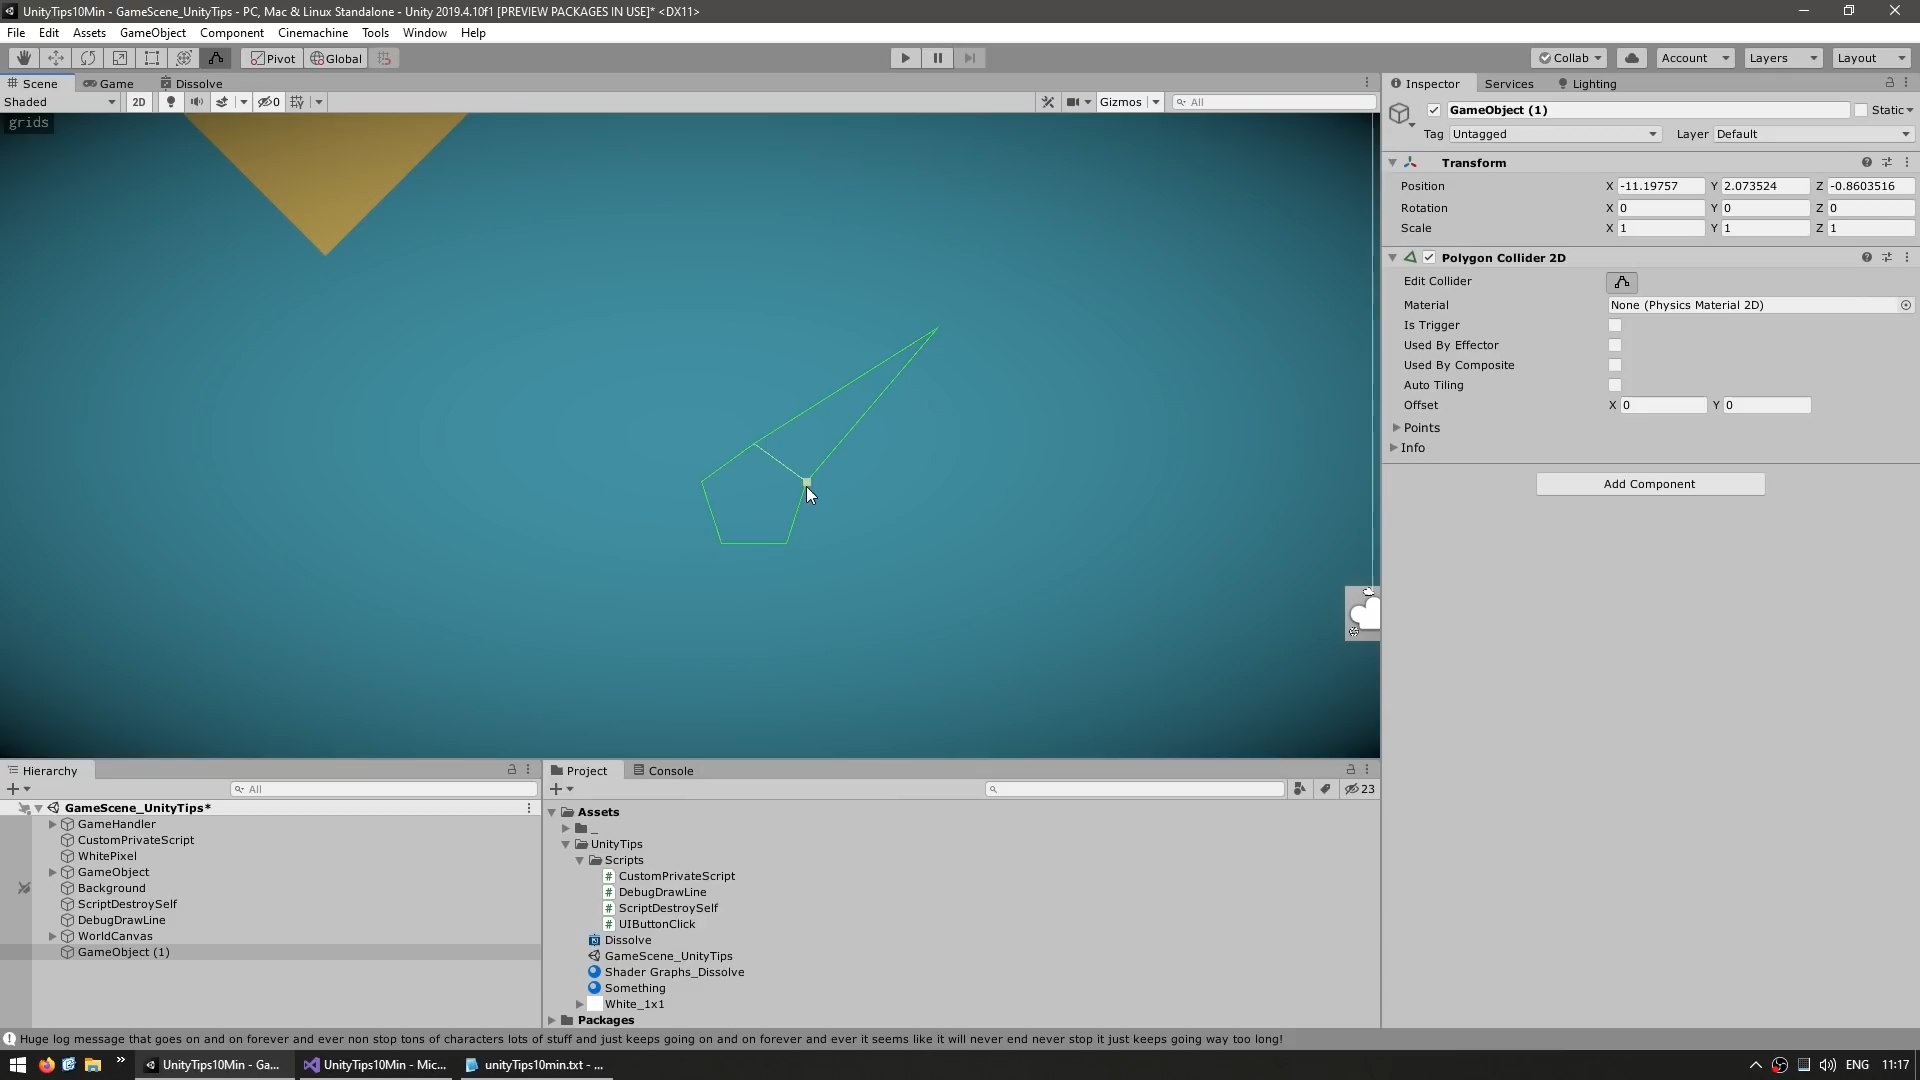 UnityTips10Min - GameScene_UnityTips - PC, Mac & Linux Standalone - Unity 2019.4.10f1 [PREVIEW PACKAGES IN USE]* <DX11>
File Edit Assets GameObject Component Cinemachine Tools Window Help
Pivot Global Collab Account Layers Layout
Scene Game Dissolve
Shaded 2D 0 Gizmos All
grids
Inspector Services Lighting
GameObject (1) Static
Tag Untagged Layer Default
Transform
Position X -11.19757 Y 2.073524 Z -0.8603516
Rotation X 0 Y 0 Z 0
Scale X 1 Y 1 Z 1
Polygon Collider 2D
Edit Collider
Material None (Physics Material 2D)
Is Trigger
Used By Effector
Used By Composite
Auto Tiling
Offset X 0 Y 0
Points
Info
Add Component
Hierarchy
All
GameScene_UnityTips*
GameHandler
CustomPrivateScript
WhitePixel
GameObject
Background
ScriptDestroySelf
DebugDrawLine
WorldCanvas
GameObject (1)
Project Console
23
Assets
_
UnityTips
Scripts
CustomPrivateScript
DebugDrawLine
ScriptDestroySelf
UIButtonClick
Dissolve
GameScene_UnityTips
Shader Graphs_Dissolve
Something
White_1x1
Packages
Huge log message that goes on and on forever and ever non stop tons of characters lots of stuff and just keeps going on and on forever and ever it seems like it will never end never stop it just keeps going way too long!
UnityTips10Min - Ga... UnityTips10Min - Mic... unityTips10min.txt - ... ENG 11:17